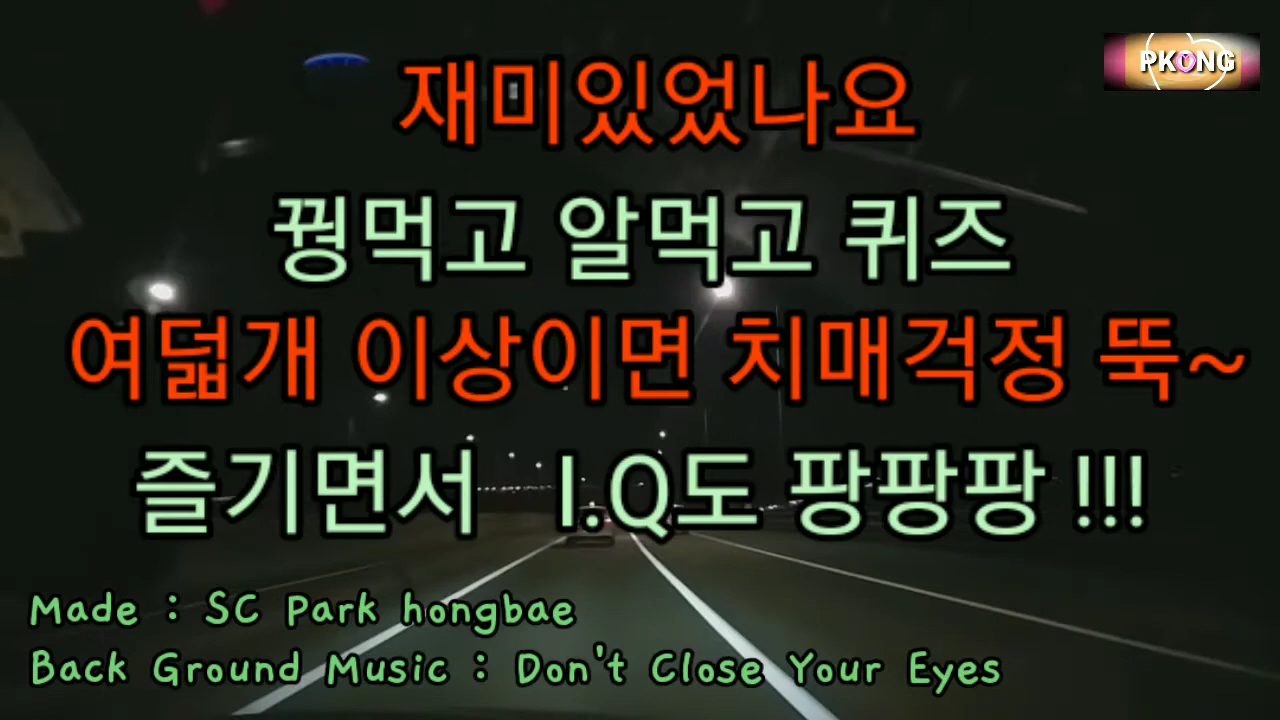 PKONG
재미있었나요
꿩먹고 알먹고 퀴즈
여덟개 이상이면 치매걱정 뚝~
즐기면서 I.Q도 팡팡팡 !!!
Made : SC Park hongbae
Back Ground Music : Don't Close Your Eyes